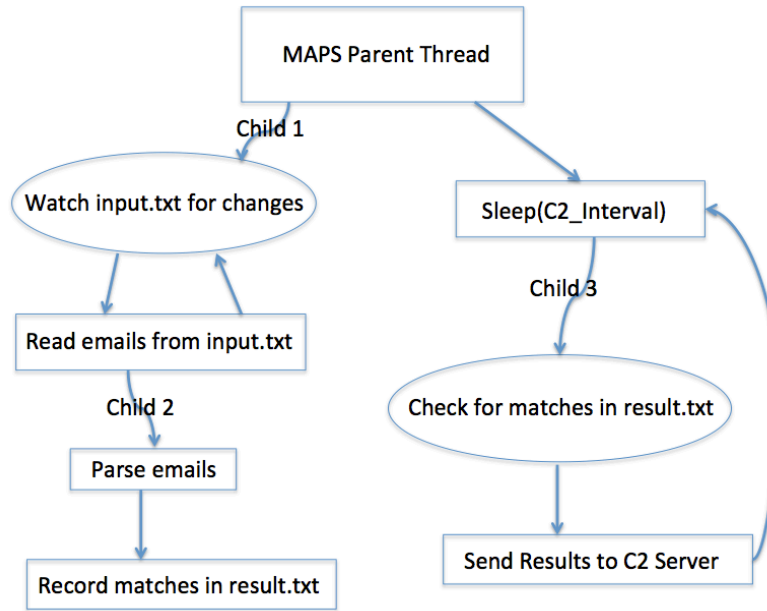 MAPS Parent Thread
Child 1
Watch input.txt for changes
Sleep(C2_Interval)
Child 3
Read emails from input.txt
Child 2
Check for matches in result.txt
Parse emails
Send Results to C2 Server
Record matches in result.txt